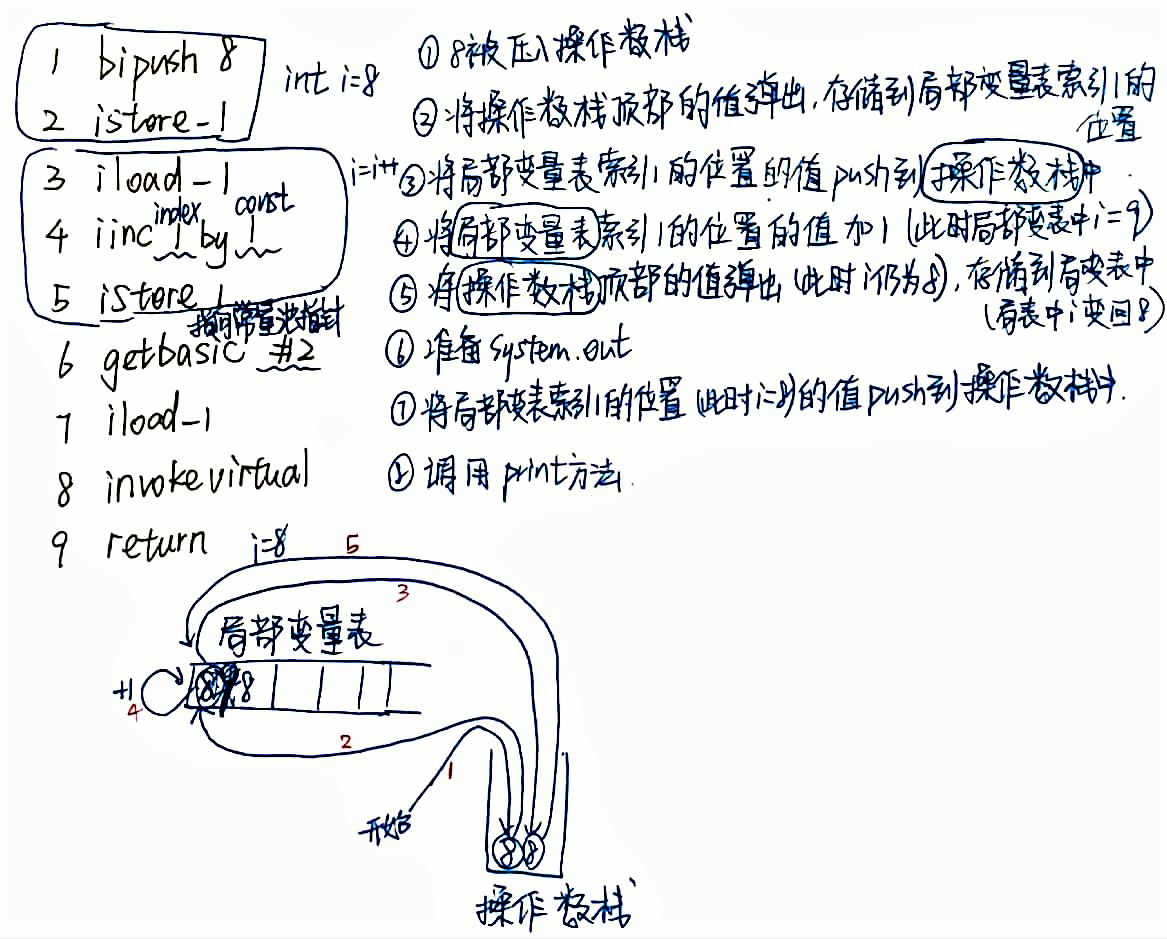 1 bipush 8
2 istore_1
int i=8
① 8被压入操作数栈
② 将操作数栈顶部的值弹出,存储到局部变量表索引1的
位置
3 iload_1
i=i++
③ 将局部变量表索引1的位置的值push到操作数栈中
index const
4 iinc 1 by 1
④ 将局部变量表索引1的位置的值加1 (此时局部变表中i=9)
5 istore_1
⑤ 将操作数栈顶部的值弹出 (此时i仍为8), 存储到局变表中
(局表中i变回8)
指向常量池指针
6 getbasic #2
⑥ 准备system.out
7 iload_1
⑦ 将局部变表索引1的位置 (此时i=8)的值push到操作数栈中.
8 invokevirtual
⑧ 调用print方法.
9 return
i=8
5
3
局部变量表
+1
4
8 9 8
2
1
开始
8 8
操作数栈